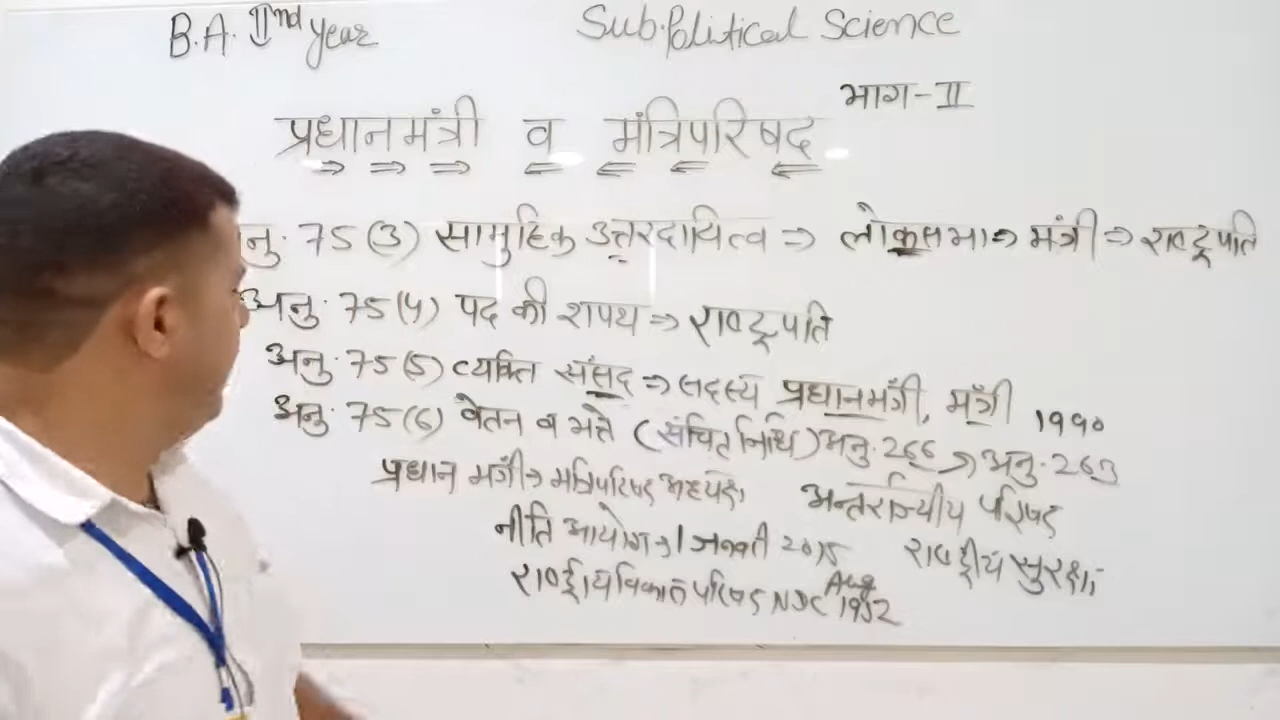 B.A. IInd year
Sub. Political Science
भाग-II
प्रधानमंत्री व मंत्रिपरिषद
नु. 75(3) सामुहिक उत्तरदायित्व ⇒ लोकसभा ⇒ मंत्री ⇒ राष्ट्रपति
अनु. 75(4) पद की शपथ ⇒ राष्ट्रपति
अनु. 75(5) व्यक्ति संसद ⇒ सदस्य प्रधानमंत्री, मंत्री
अनु. 75(6) वेतन व भत्ते (संचित निधि) अनु. 266 → अनु. 263 1990
प्रधान मंत्री → मंत्रिपरिषद अध्यक्ष अन्तर्राज्यीय परिषद
नीति आयोग → 1 जनवरी 2015 राष्ट्रीय सुरक्षा
राष्ट्रीय विकास परिषद NDC Aug 1952